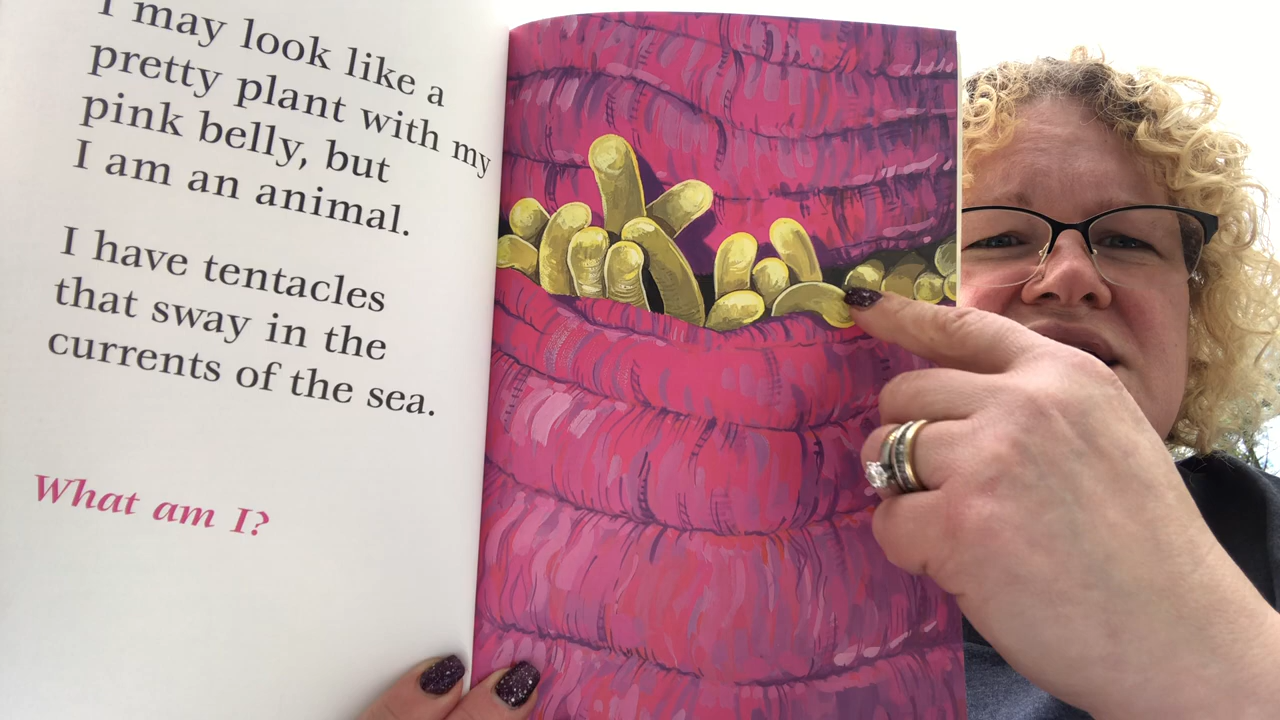 I may look like a
pretty plant with my
pink belly, but
I am an animal.
I have tentacles
that sway in the
currents of the sea.
What am I?